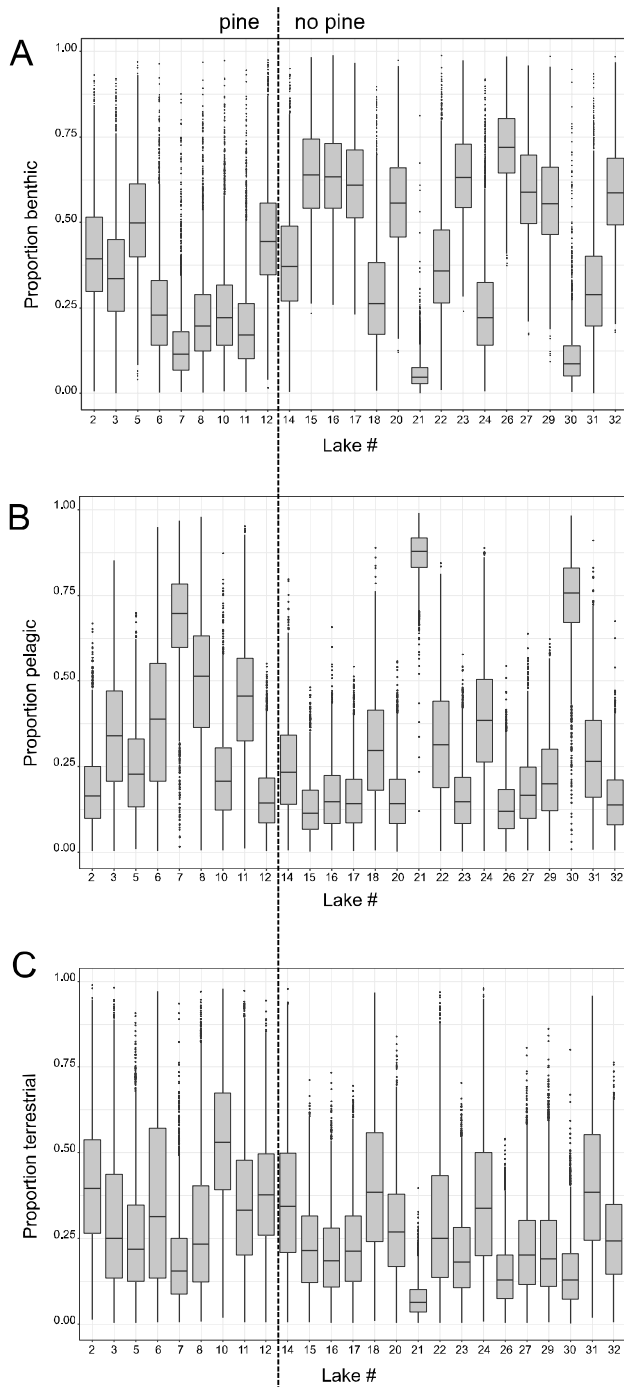 pine no pine
A
1.00
0.75
0.50
0.25
0.00
Proportion benthic
2 3 5 6 7 8 10 11 12 14 15 16 17 18 20 21 22 23 24 26 27 29 30 31 32
Lake #
B
1.00
0.75
0.50
0.25
0.00
Proportion pelagic
2 3 5 6 7 8 10 11 12 14 15 16 17 18 20 21 22 23 24 26 27 29 30 31 32
Lake #
C
1.00
0.75
0.50
0.25
0.00
Proportion terrestrial
2 3 5 6 7 8 10 11 12 14 15 16 17 18 20 21 22 23 24 26 27 29 30 31 32
Lake #